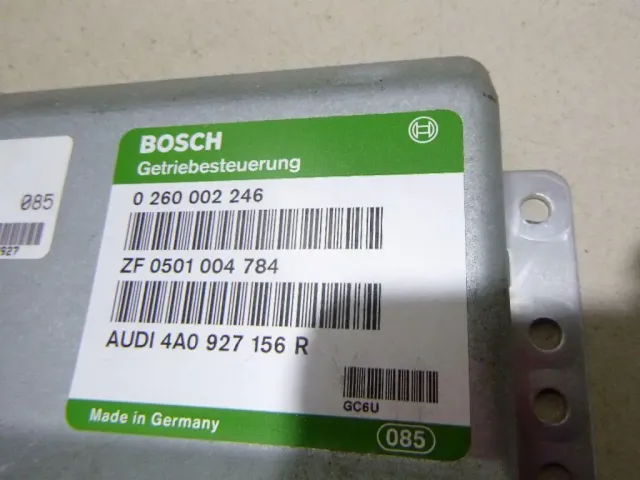 085
927
BOSCH
Getriebesteuerung
0 260 002 246
ZF 0501 004 784
AUDI 4A0 927 156 R
GC6U
Made in Germany
085